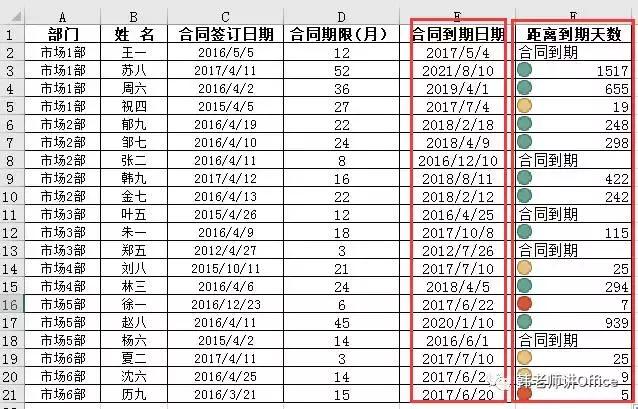 A B C D E F
1 部门 姓 名 合同签订日期 合同期限(月) 合同到期日期 距离到期天数
2 市场1部 王一 2016/5/5 12 2017/5/4 合同到期
3 市场1部 苏八 2017/4/11 52 2021/8/10 1517
4 市场1部 周六 2016/4/2 36 2019/4/1 655
5 市场1部 祝四 2015/4/5 27 2017/7/4 19
6 市场2部 郁九 2016/4/19 22 2018/2/18 248
7 市场2部 邹七 2016/4/10 24 2018/4/9 298
8 市场2部 张二 2016/4/11 8 2016/12/10 合同到期
9 市场2部 韩九 2017/4/12 16 2018/8/11 422
10 市场2部 金七 2016/4/13 22 2018/2/12 242
11 市场3部 叶五 2015/4/26 12 2016/4/25 合同到期
12 市场3部 朱一 2016/4/9 18 2017/10/8 115
13 市场3部 郑五 2012/4/27 3 2012/7/26 合同到期
14 市场4部 刘八 2015/10/11 21 2017/7/10 25
15 市场4部 林三 2016/4/6 24 2018/4/5 294
16 市场5部 徐一 2016/12/23 6 2017/6/22 7
17 市场5部 赵八 2016/4/11 45 2020/1/10 939
18 市场5部 杨六 2015/4/2 14 2016/6/1 合同到期
19 市场6部 夏二 2017/4/11 3 2017/7/10 25
20 市场6部 沈六 2016/4/25 14 2017/6/2 9
21 市场6部 历九 2016/3/21 15 2017/6/20 5
韩老师讲Office